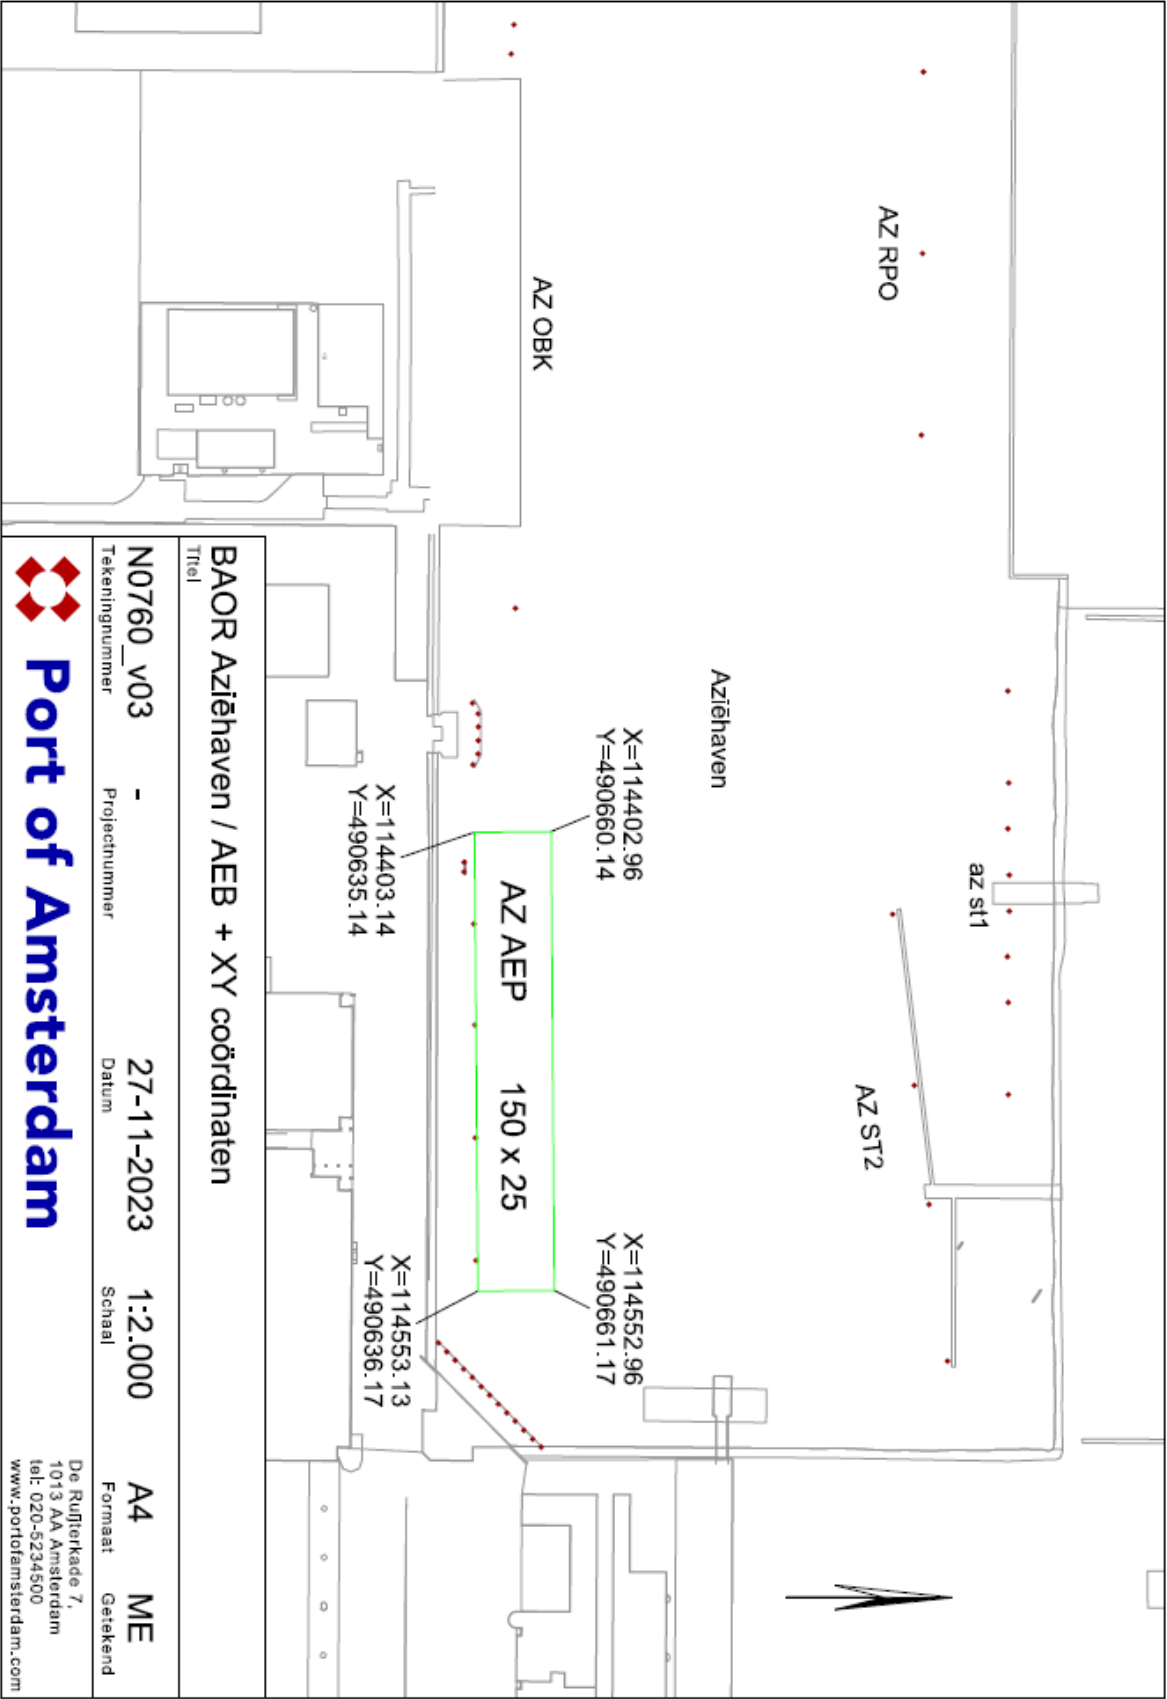 AZ RPO
AZ OBK
Aziëhaven
az st1
AZ ST2
X=114402.96
Y=490660.14
X=114552.96
Y=490661.17
AZ AEP 150 x 25
X=114403.14
Y=490635.14
X=114553.13
Y=490636.17
BAOR Aziëhaven / AEB + XY coördinaten
Titel
N0760_v03 - 27-11-2023 1:2.000 A4 ME
Tekeningnummer Projectnummer Datum Schaal Formaat Getekend
Port of Amsterdam
De Ruijterkade 7,
1013 AA Amsterdam
tel: 020-5234500
www.portofamsterdam.com